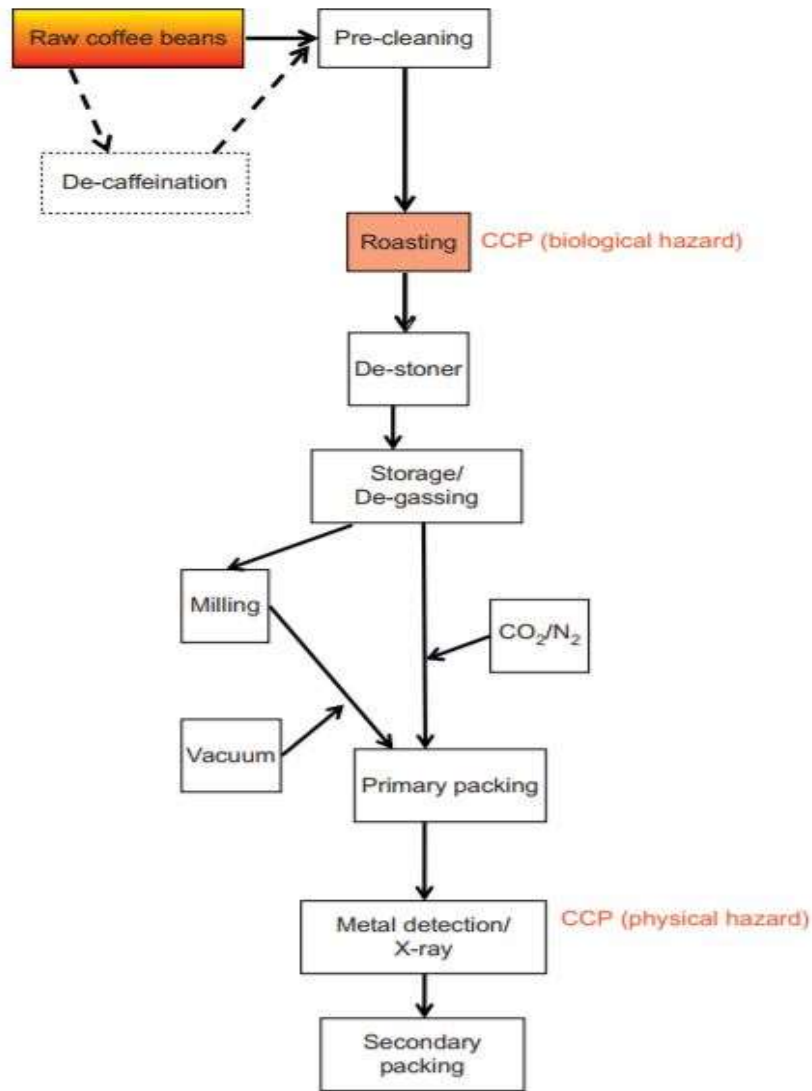 Raw coffee beans
Pre-cleaning
De-caffeination
Roasting
CCP (biological hazard)
De-stoner
Storage/
De-gassing
Milling
CO₂/N₂
Vacuum
Primary packing
Metal detection/
X-ray
CCP (physical hazard)
Secondary
packing